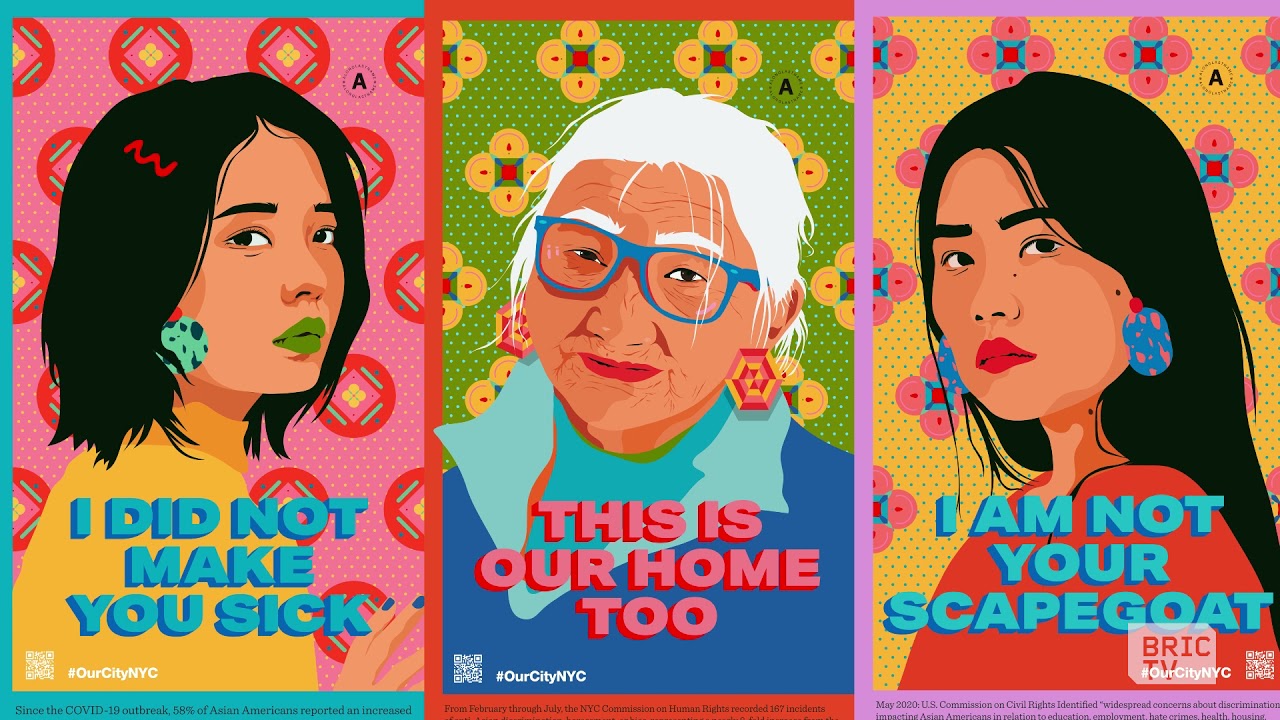 A
I DID NOT
MAKE
YOU SICK
#OurCityNYC
Since the COVID-19 outbreak, 58% of Asian Americans reported an increased
A
THIS IS
OUR HOME
TOO
#OurCityNYC
From February through July, the NYC Commission on Human Rights recorded 167 incidents
A
I AM NOT
YOUR
SCAPEGOAT
BRIC
TV
#OurCityNYC
May 2020: U.S. Commission on Civil Rights Identified “widespread concerns about discrimination
impacting Asian Americans in relation to education, employment, hate crimes, health, housing